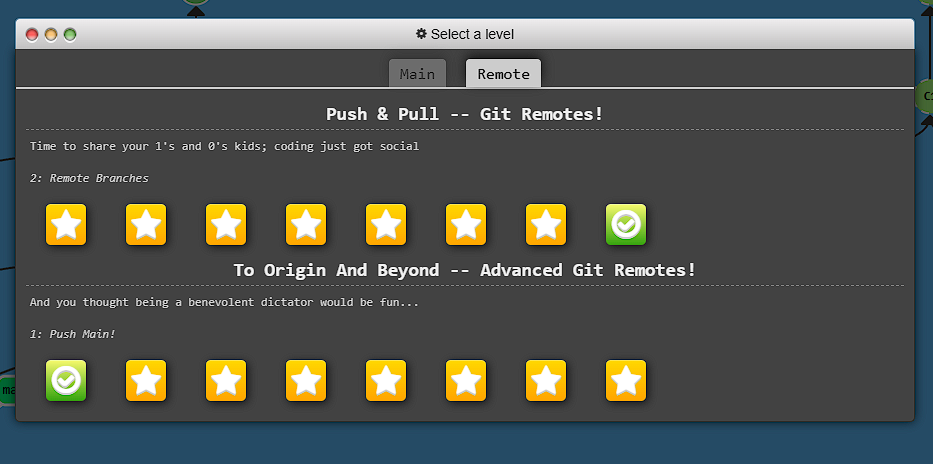 Select a level
Main
Remote
Push & Pull -- Git Remotes!
Time to share your 1's and 0's kids; coding just got social
2: Remote Branches
To Origin And Beyond -- Advanced Git Remotes!
And you thought being a benevolent dictator would be fun...
1: Push Main!